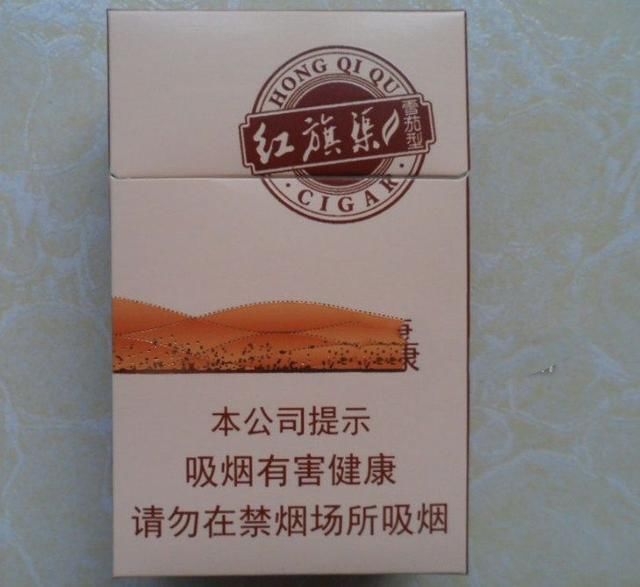 HONG QI QU
红旗渠
雪茄型
CIGAR
康
本公司提示
吸烟有害健康
请勿在禁烟场所吸烟